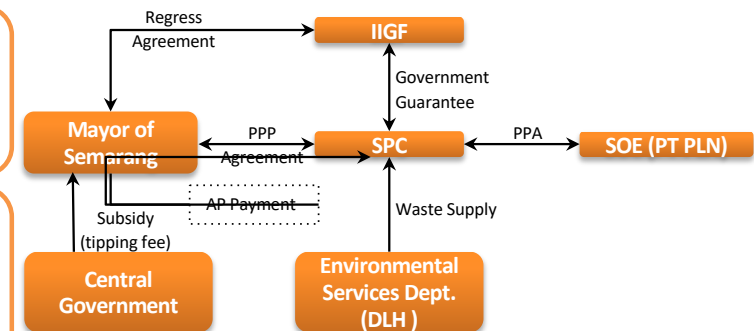 Regress
Agreement
IIGF
Government
Guarantee
Mayor of
Semarang
PPP
Agreement
SPC
PPA
SOE (PT PLN)
AP Payment
Subsidy
(tipping fee)
Waste Supply
Central
Government
Environmental
Services Dept.
(DLH )